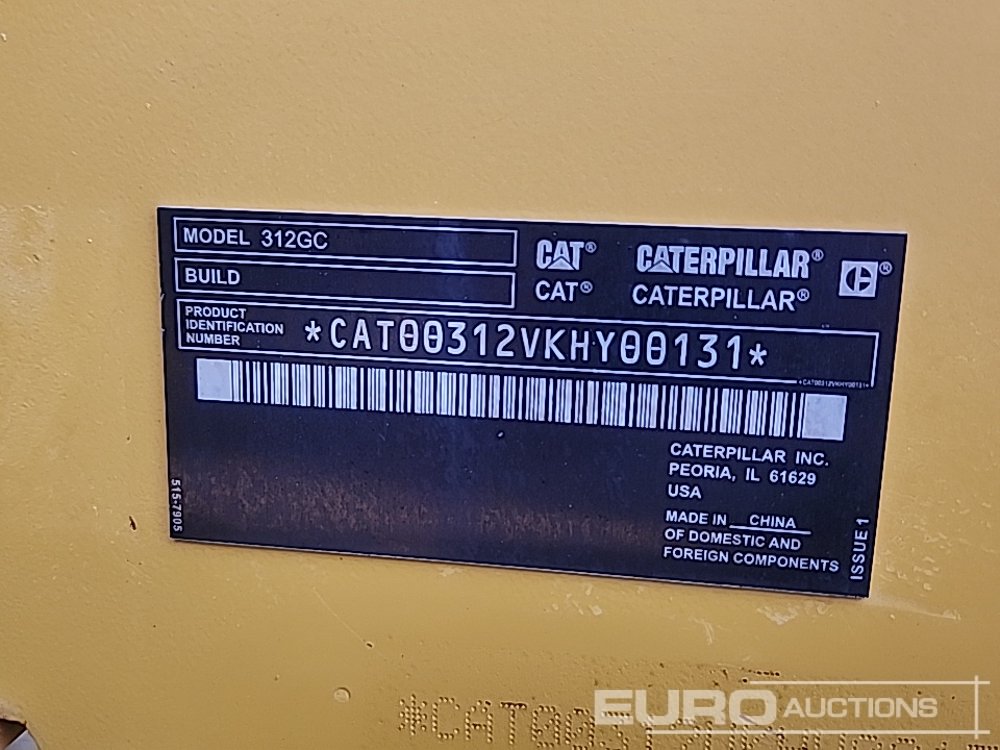 MODEL 312GC
BUILD
PRODUCT
IDENTIFICATION
NUMBER
*CAT00312VKHY00131*
*CAT00312VKHY00131*
CAT® CATERPILLAR®
CAT® CATERPILLAR®
CATERPILLAR INC.
PEORIA, IL 61629
USA
MADE IN CHINA
OF DOMESTIC AND
FOREIGN COMPONENTS
515-7905
ISSUE 1
EURO AUCTIONS